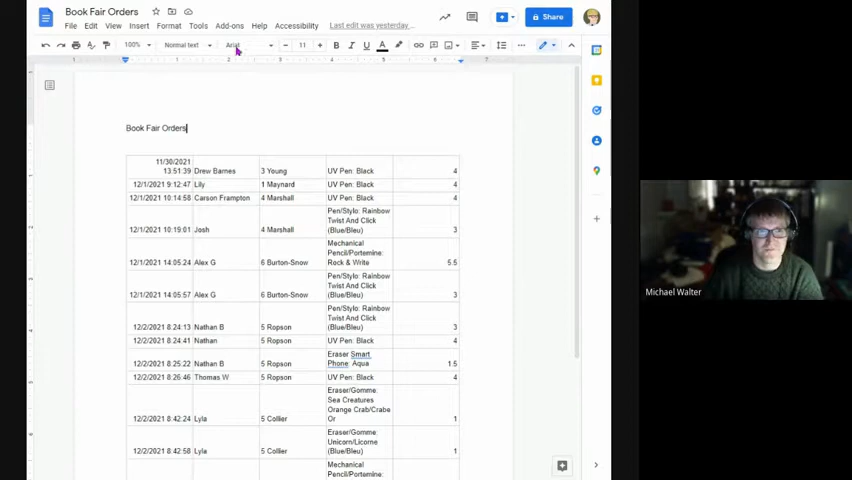 Book Fair Orders
File Edit View Insert Format Tools Add-ons Help Accessibility Last edit was yesterday...
Share
100% Normal text Arial 11 B I U A
1 1 2 3 4 5 6 7
Book Fair Orders
11/30/2021
13:51:39 Drew Barnes 3 Young UV Pen: Black 4
12/1/2021 9:12:47 Lily 1 Maynard UV Pen: Black 4
12/1/2021 10:14:58 Carson Frampton 4 Marshall UV Pen: Black 4
Pen/Stylo: Rainbow
Twist And Click
12/1/2021 10:19:01 Josh 4 Marshall (Blue/Bleu) 3
Mechanical
Pencil/Portemine:
12/1/2021 14:05:24 Alex G 6 Burton-Snow Rock & Write 5.5
Pen/Stylo: Rainbow
Twist And Click
12/1/2021 14:05:57 Alex G 6 Burton-Snow (Blue/Bleu) 3
Pen/Stylo: Rainbow
Twist And Click
12/2/2021 8:24:13 Nathan B 5 Ropson (Blue/Bleu) 3
12/2/2021 8:24:41 Nathan 5 Ropson UV Pen: Black 4
Eraser Smart
12/2/2021 8:25:22 Nathan B 5 Ropson Phone: Aqua 1.5
12/2/2021 8:26:46 Thomas W 5 Ropson UV Pen: Black 4
Eraser/Gomme:
Sea Creatures
Orange Crab/Crabe
12/2/2021 8:42:24 Lyla 5 Collier Or 1
Eraser/Gomme:
Unicorn/Licorne
12/2/2021 8:42:58 Lyla 5 Collier (Blue/Bleu) 1
Mechanical
Pencil/Portemine:
Michael Walter